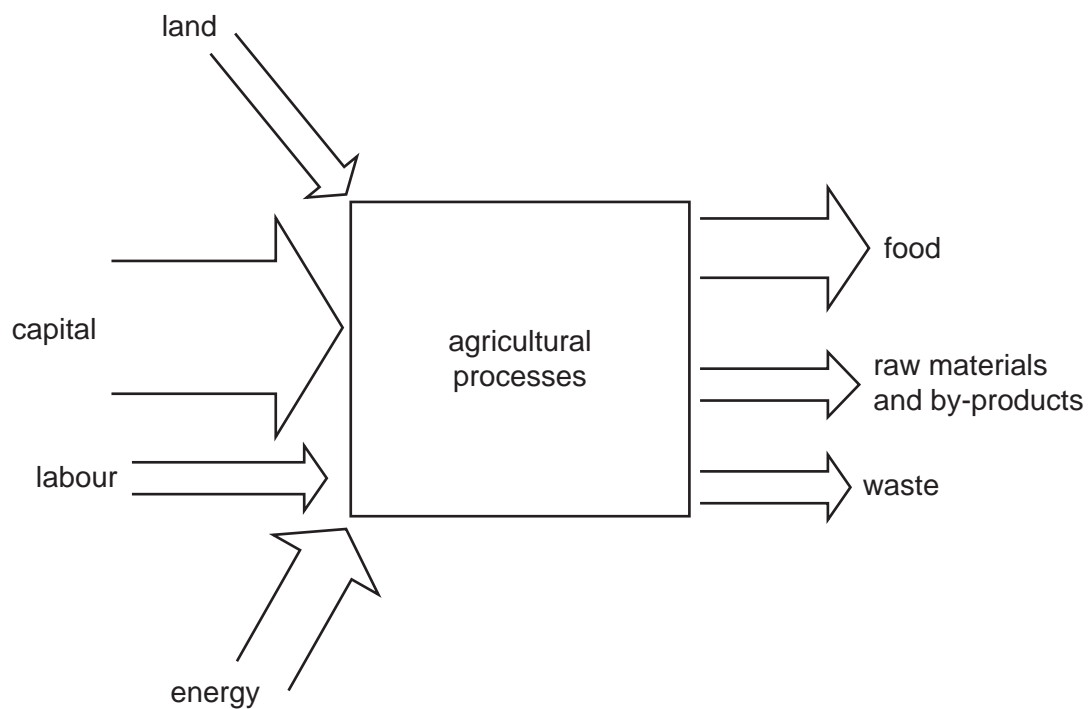 land
capital
labour
energy
agricultural
processes
food
raw materials
and by-products
waste